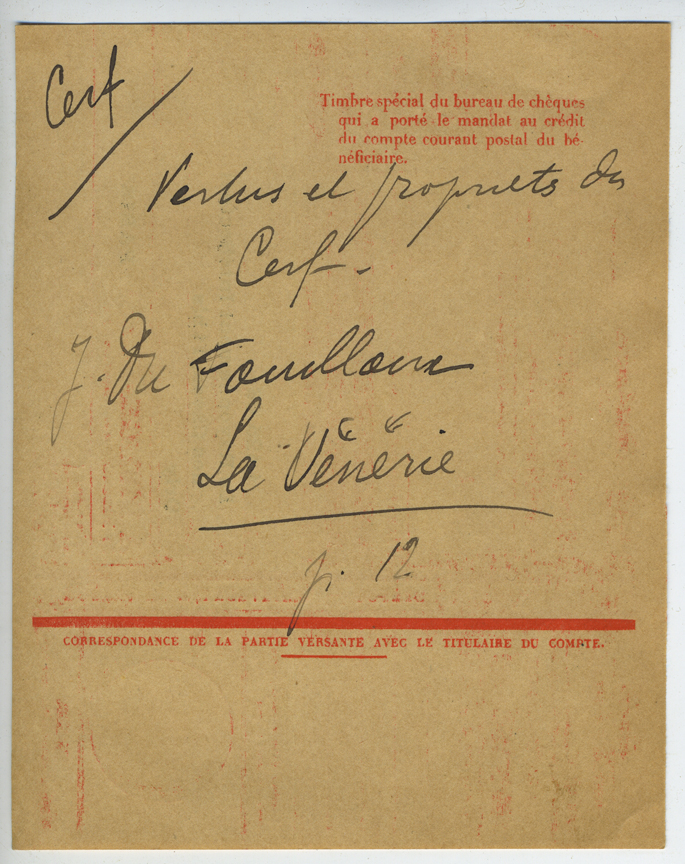 Cerf
Timbre spécial du bureau de chèques
qui a porté le mandat au crédit
du compte courant postal du bé-
néficiaire.
Vertus et propriétés du
Cerf -
J. Du Fouilloux
La Vénerie
p. 12
CORRESPONDANCE DE LA PARTIE VERSANTE AVEC LE TITULAIRE DU COMPTE.